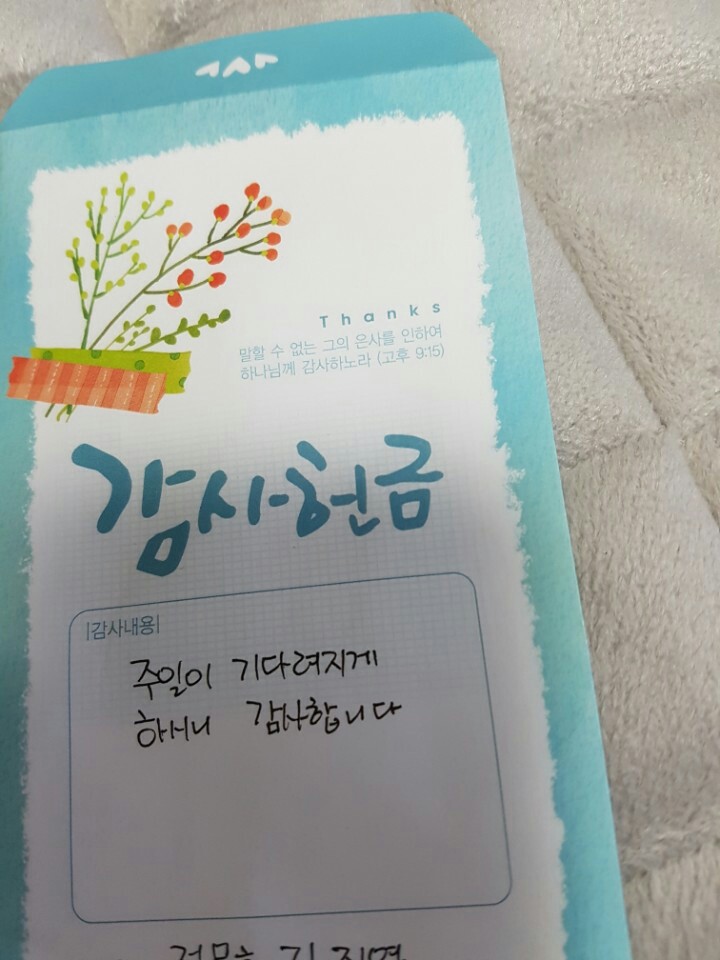 Thanks
말할 수 없는 그의 은사를 인하여
하나님께 감사하노라 (고후 9:15)
감사헌금
|감사내용|
주일이 기다려지게
하시니 감사합니다